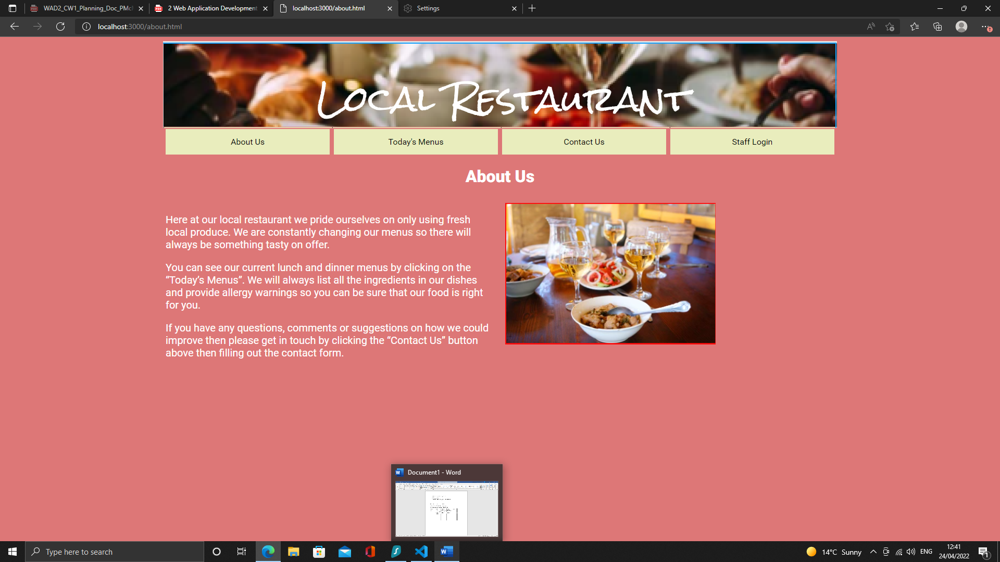 WAD2_CW1_Planning_Doc_PMc
2 Web Application Development
localhost:3000/about.html
Settings
localhost:3000/about.html
Local Restaurant
About Us
Today's Menus
Contact Us
Staff Login
About Us
Here at our local restaurant we pride ourselves on only using fresh
local produce. We are constantly changing our menus so there will
always be something tasty on offer.
You can see our current lunch and dinner menus by clicking on the
“Today’s Menus”. We will always list all the ingredients in our dishes
and provide allergy warnings so you can be sure that our food is right
for you.
If you have any questions, comments or suggestions on how we could
improve then please get in touch by clicking the “Contact Us” button
above then filling out the contact form.
Document1 - Word
Type here to search
14°C Sunny
ENG
12:41
24/04/2022
1